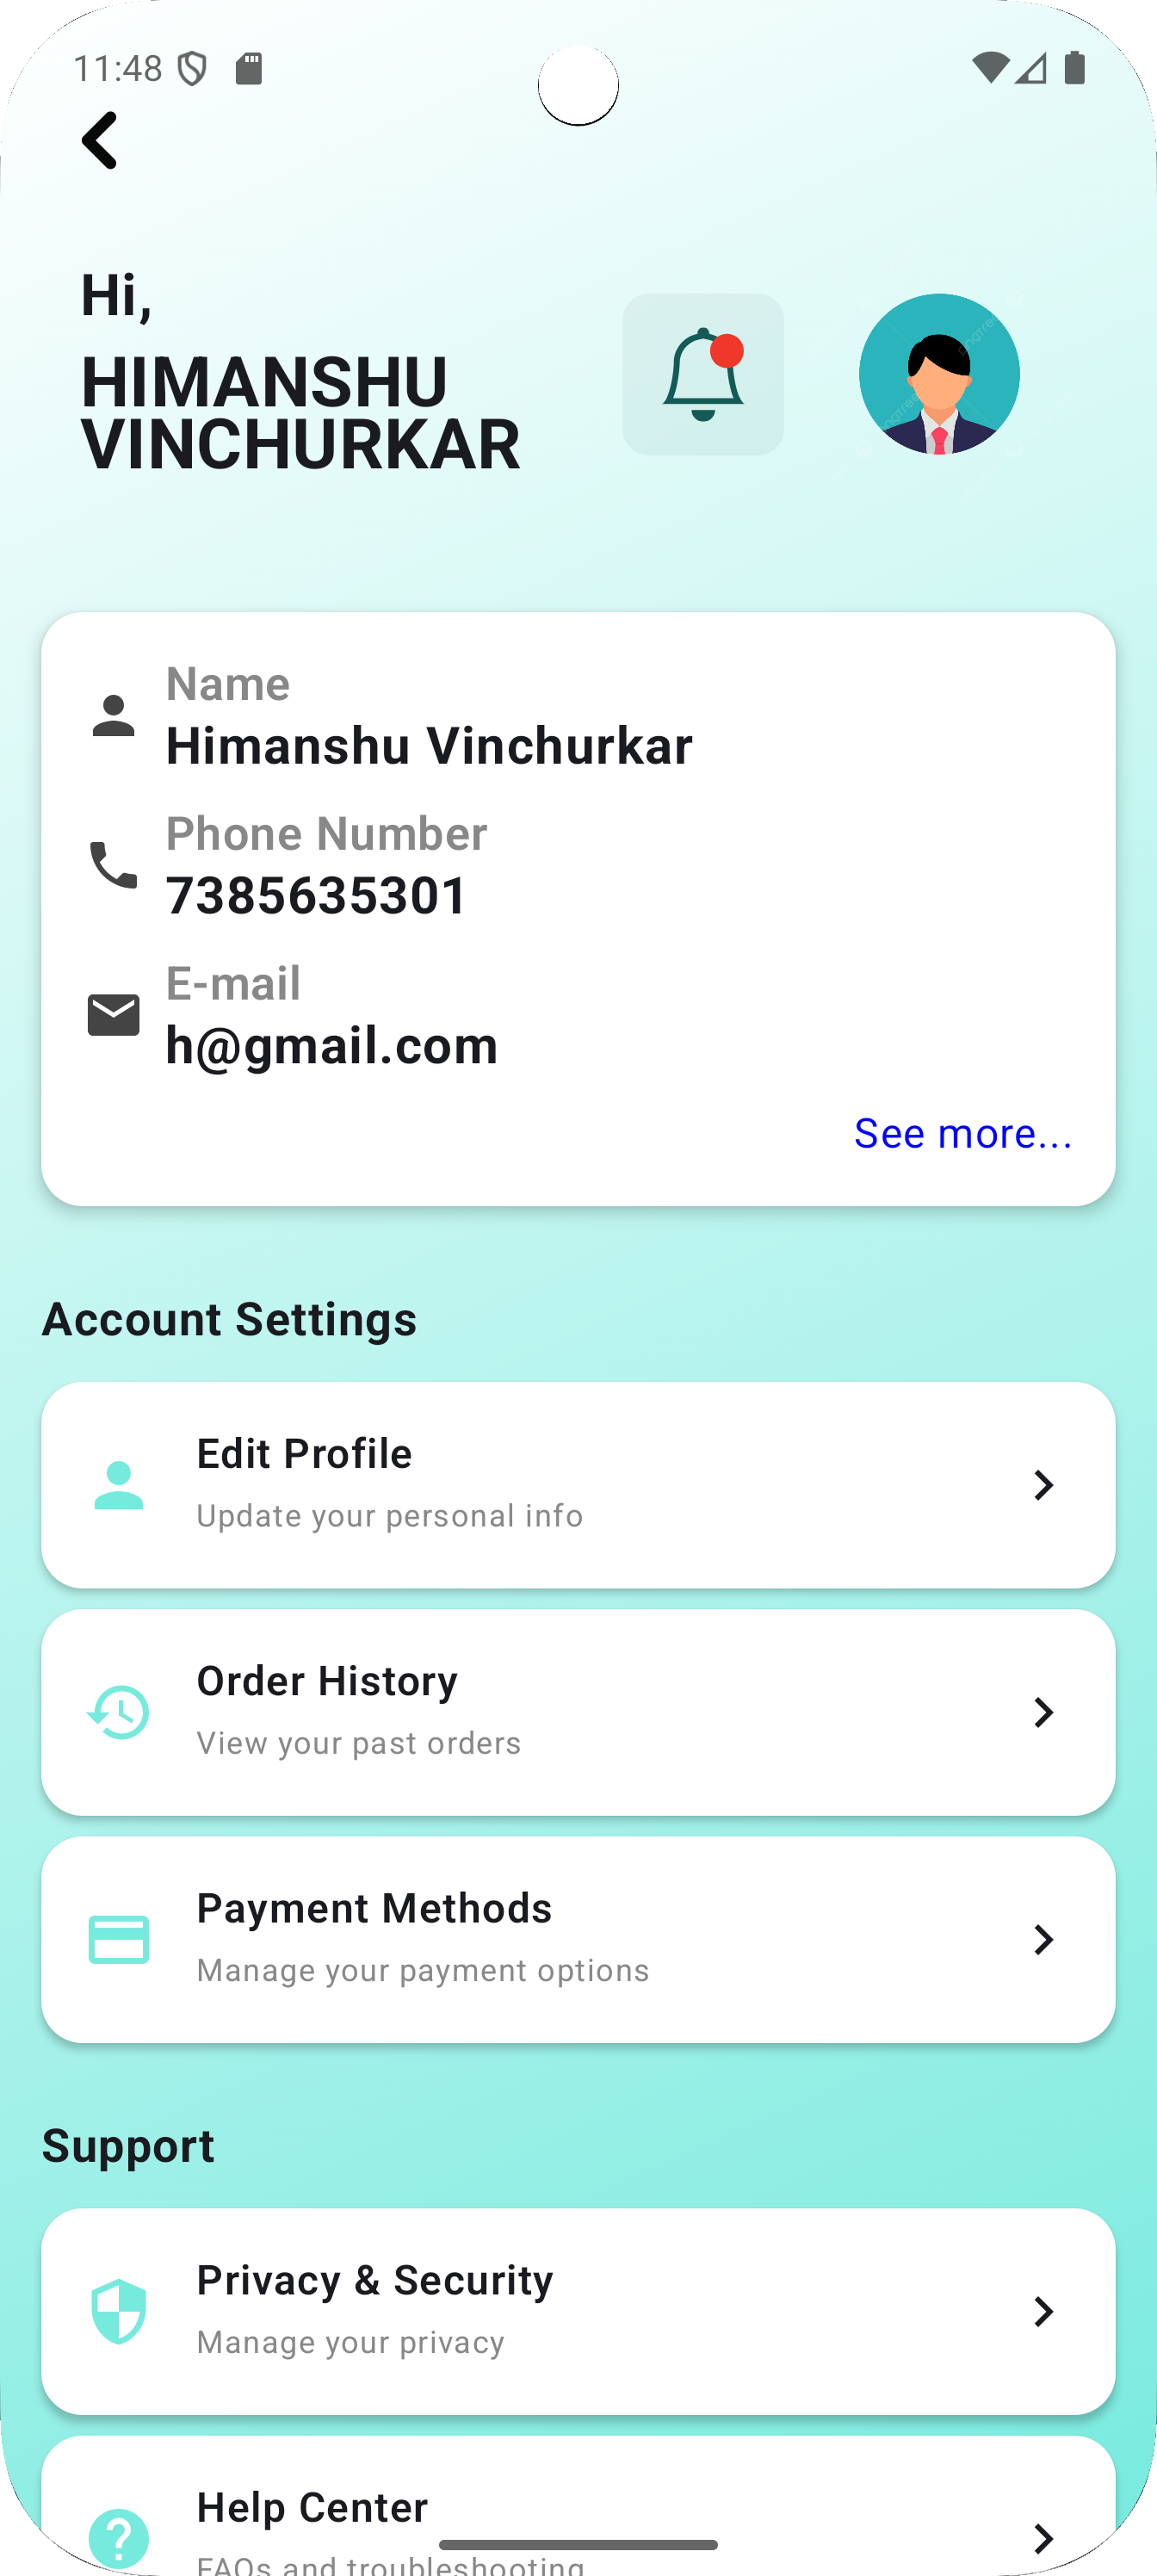 11:48
Hi,
HIMANSHU
VINCHURKAR
Name
Himanshu Vinchurkar
Phone Number
7385635301
E-mail
h@gmail.com
See more...
Account Settings
Edit Profile
Update your personal info
Order History
View your past orders
Payment Methods
Manage your payment options
Support
Privacy & Security
Manage your privacy
Help Center
FAQs and troubleshooting